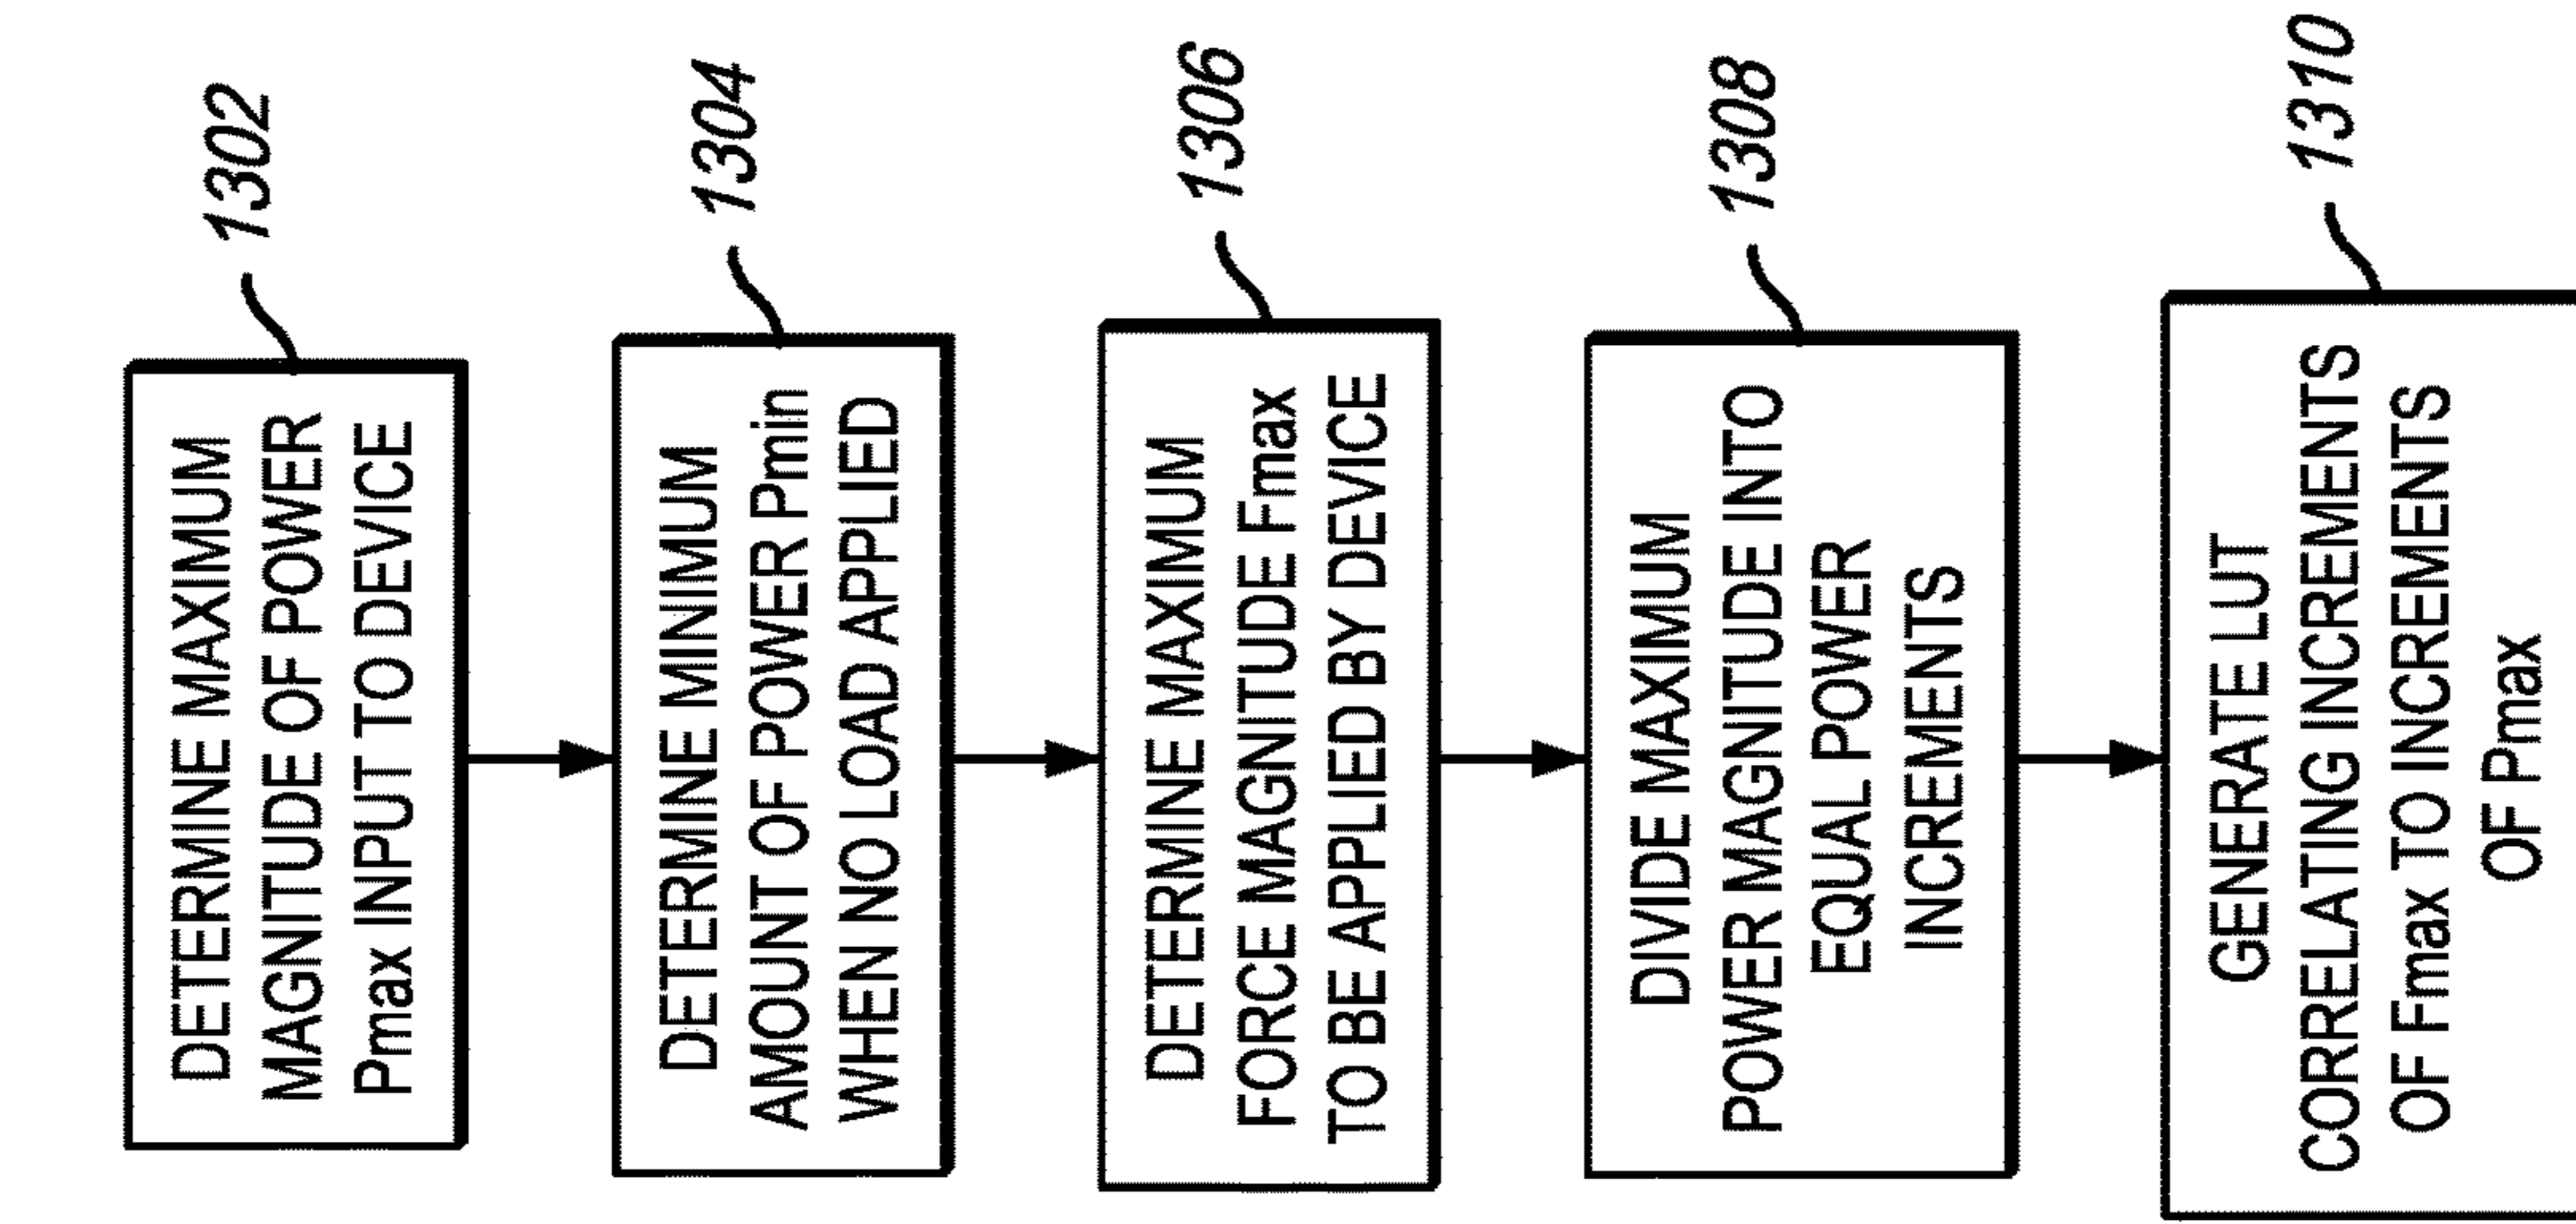 DETERMINE MAXIMUM
MAGNITUDE OF POWER
Pmax INPUT TO DEVICE
1302
DETERMINE MINIMUM
AMOUNT OF POWER Pmin
WHEN NO LOAD APPLIED
1304
DETERMINE MAXIMUM
FORCE MAGNITUDE Fmax
TO BE APPLIED BY DEVICE
1306
DIVIDE MAXIMUM
POWER MAGNITUDE INTO
EQUAL POWER
INCREMENTS
1308
GENERATE LUT
CORRELATING INCREMENTS
OF Fmax TO INCREMENTS
OF Pmax
1310